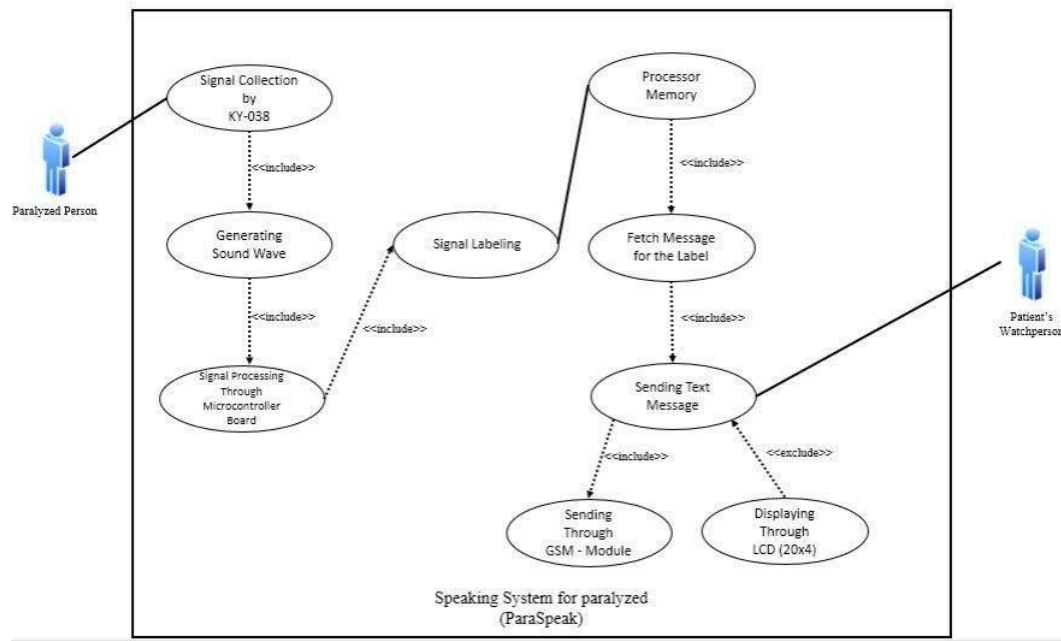 Signal Collection
by
KY-038
Processor
Memory
<<include>>
<<include>>
Paralyzed Person
Generating
Sound Wave
Signal Labeling
Fetch Message
for the Label
<<include>>
<<include>>
<<include>>
Patient's
Watchperson
Signal Processing
Through
Microcontroller
Board
Sending Text
Message
<<include>>
<<exclude>>
Sending
Through
GSM - Module
Displaying
Through
LCD (20x4)
Speaking System for paralyzed
(ParaSpeak)